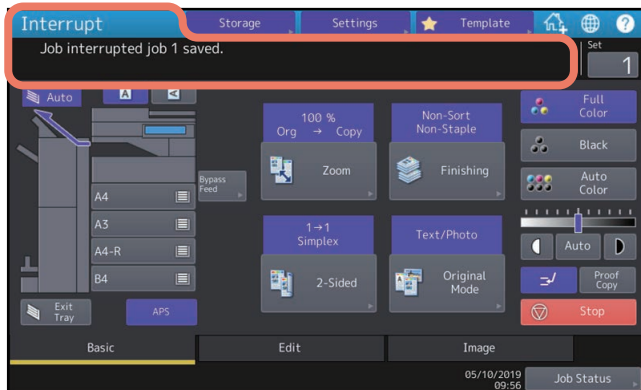 Interrupt
Storage
Settings
Template
?
Job interrupted job 1 saved.
Set
1
Auto
A
A
100 %
Org → Copy
Zoom
Non-Sort
Non-Staple
Finishing
Full
Color
Black
Auto
Color
Bypass
Feed
A4
A3
A4-R
B4
1→1
Simplex
2-Sided
Text/Photo
Original
Mode
Auto
Proof
Copy
Stop
Exit
Tray
APS
Basic
Edit
Image
05/10/2019
09:56
Job Status